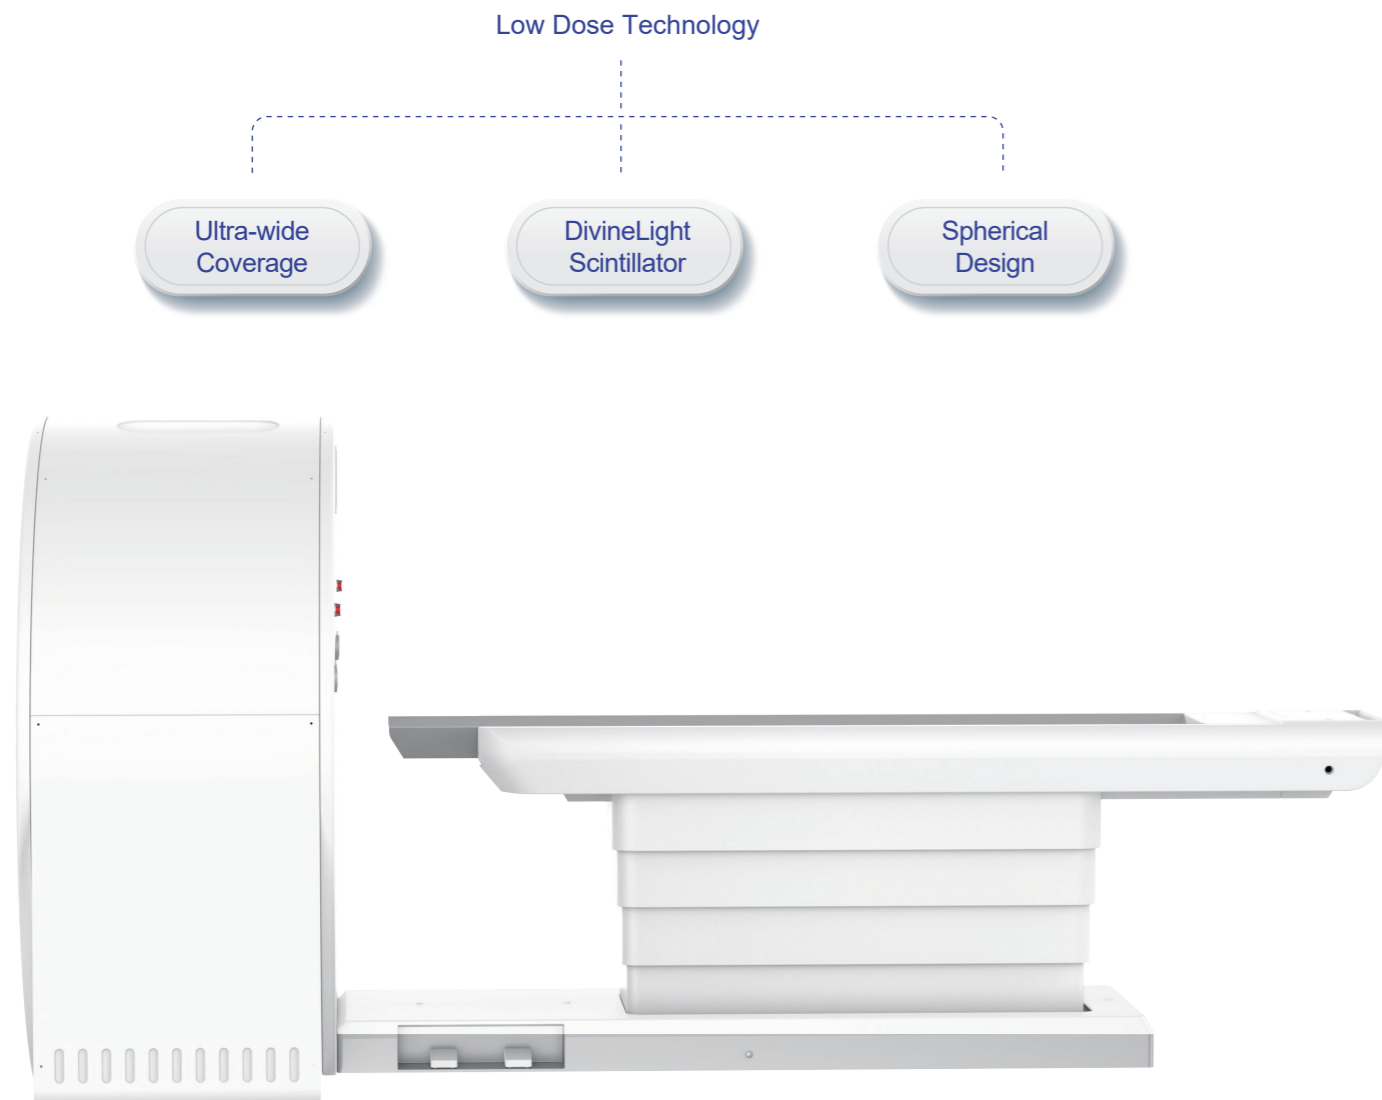 Low Dose Technology
Ultra-wide
Coverage
DivineLight
Scintillator
Spherical
Design